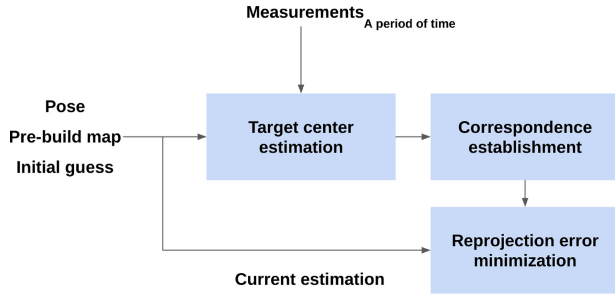 Measurements
A period of time
Pose
Pre-build map
Initial guess
Target center
estimation
Correspondence
establishment
Reprojection error
minimization
Current estimation